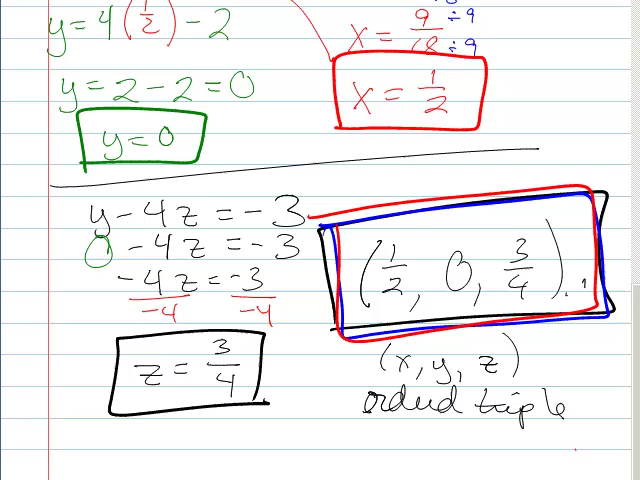 y = 4(1/2) - 2
y = 2 - 2 = 0
y = 0
x = 9/18 ÷9 ÷9
x = 1/2
y - 4z = -3
0 - 4z = -3
-4z = -3
-4 -4
z = 3/4
(1/2, 0, 3/4)
(x, y, z)
ordered triple